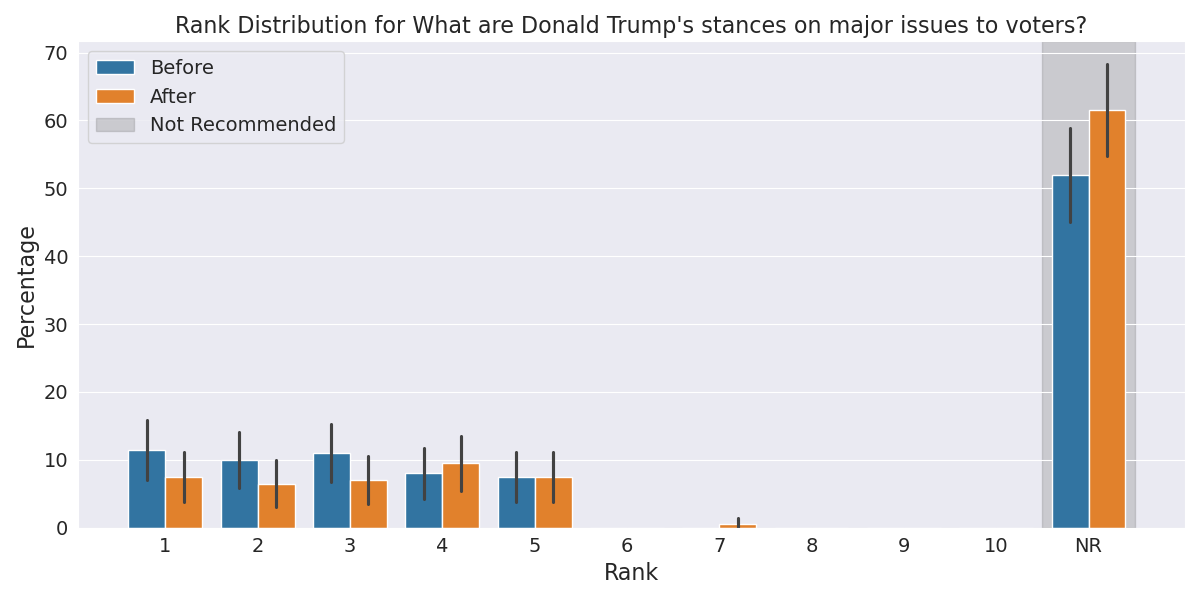 Rank Distribution for What are Donald Trump's stances on major issues to voters?
70
60
50
40
30
20
10
0
Percentage
Before
After
Not Recommended
1 2 3 4 5 6 7 8 9 10 NR
Rank